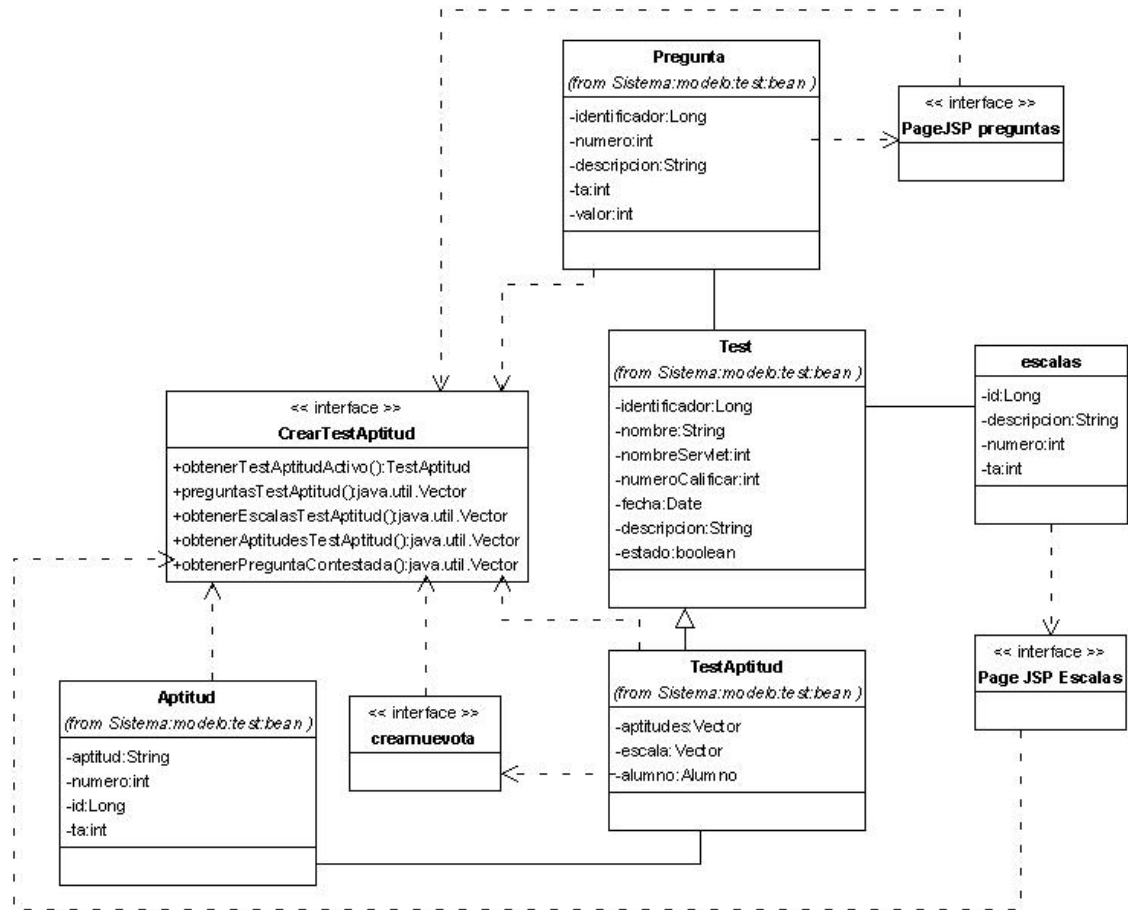 Pregunta
(from Sistema:modelo:test:bean )
-identificador:Long
-numero:int
-descripcion:String
-ta:int
-valor:int
<< interface >>
PageJSP preguntas
Test
(from Sistema:modelo:test:bean )
-identificador:Long
-nombre:String
-nombreServlet:int
-numeroCalificar:int
-fecha:Date
-descripcion:String
-estado:boolean
escalas
-id:Long
-descripcion:String
-numero:int
-ta:int
<< interface >>
CrearTestAptitud
+obtenerTestAptitudActivo():TestAptitud
+preguntasTestAptitud():java.util.Vector
+obtenerEscalasTestAptitud():java.util.Vector
+obtenerAptitudesTestAptitud():java.util.Vector
+obtenerPreguntaContestada():java.util.Vector
<< interface >>
Page JSP Escalas
Aptitud
(from Sistema:modelo:test:bean )
-aptitud:String
-numero:int
-id:Long
-ta:int
<< interface >>
crearnuevota
TestAptitud
(from Sistema:modelo:test:bean )
-aptitudes:Vector
-escala:Vector
-alumno:Alumno